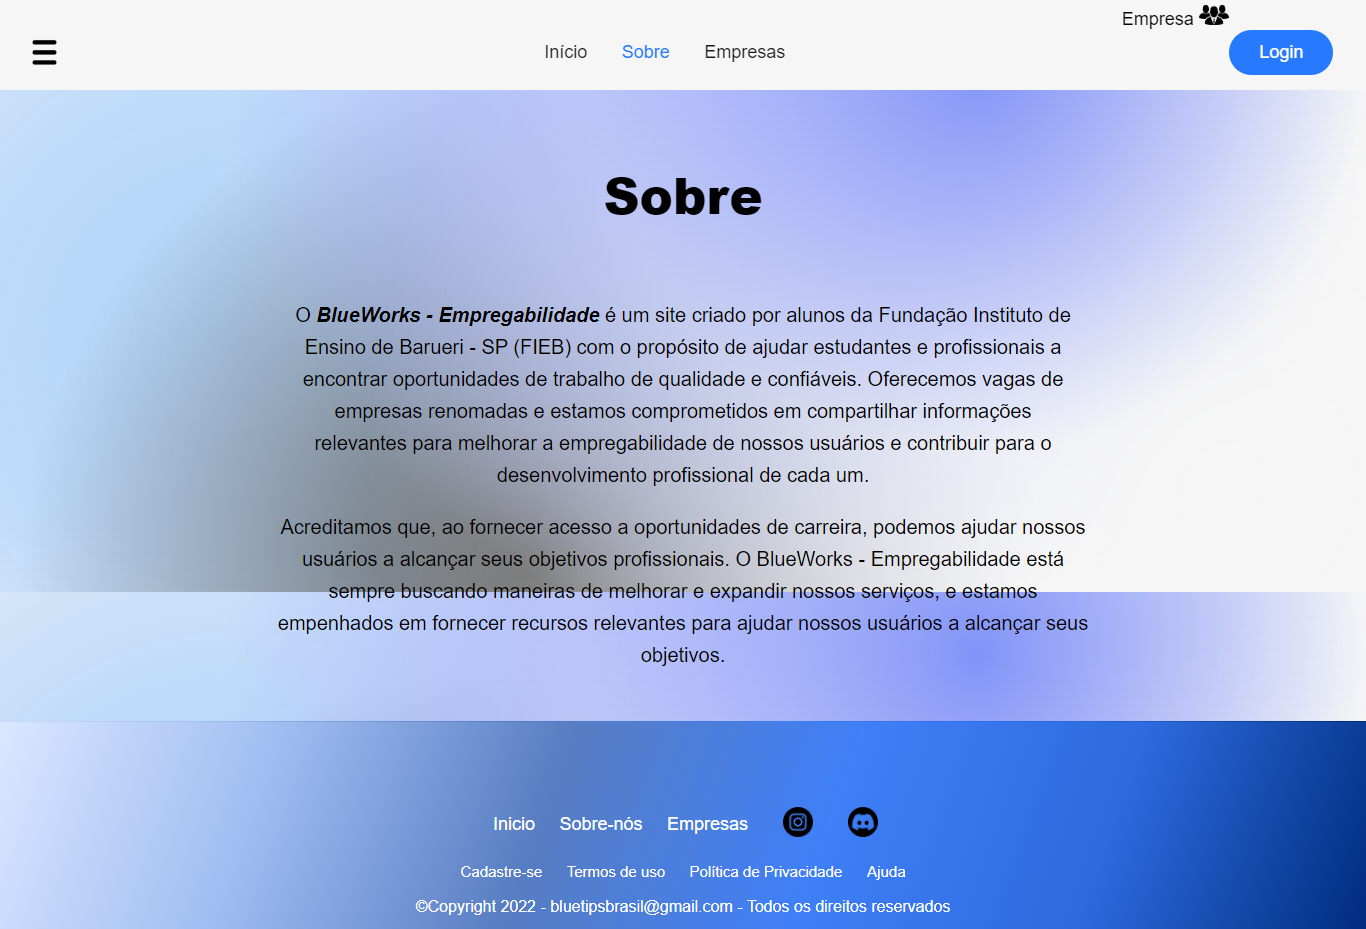 Empresa
Início Sobre Empresas
Login
Sobre
O BlueWorks - Empregabilidade é um site criado por alunos da Fundação Instituto de
Ensino de Barueri - SP (FIEB) com o propósito de ajudar estudantes e profissionais a
encontrar oportunidades de trabalho de qualidade e confiáveis. Oferecemos vagas de
empresas renomadas e estamos comprometidos em compartilhar informações
relevantes para melhorar a empregabilidade de nossos usuários e contribuir para o
desenvolvimento profissional de cada um.
Acreditamos que, ao fornecer acesso a oportunidades de carreira, podemos ajudar nossos
usuários a alcançar seus objetivos profissionais. O BlueWorks - Empregabilidade está
sempre buscando maneiras de melhorar e expandir nossos serviços, e estamos
empenhados em fornecer recursos relevantes para ajudar nossos usuários a alcançar seus
objetivos.
Inicio Sobre-nós Empresas
Cadastre-se Termos de uso Política de Privacidade Ajuda
©Copyright 2022 - bluetipsbrasil@gmail.com - Todos os direitos reservados